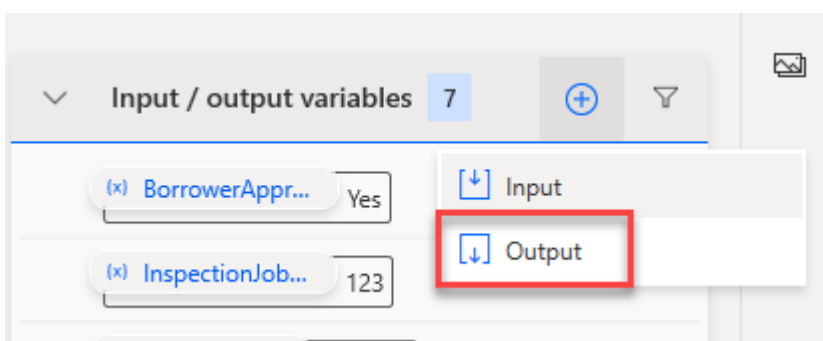 Input / output variables 7
Input
(x) BorrowerAppr... Yes
Output
(x) InspectionJob... 123